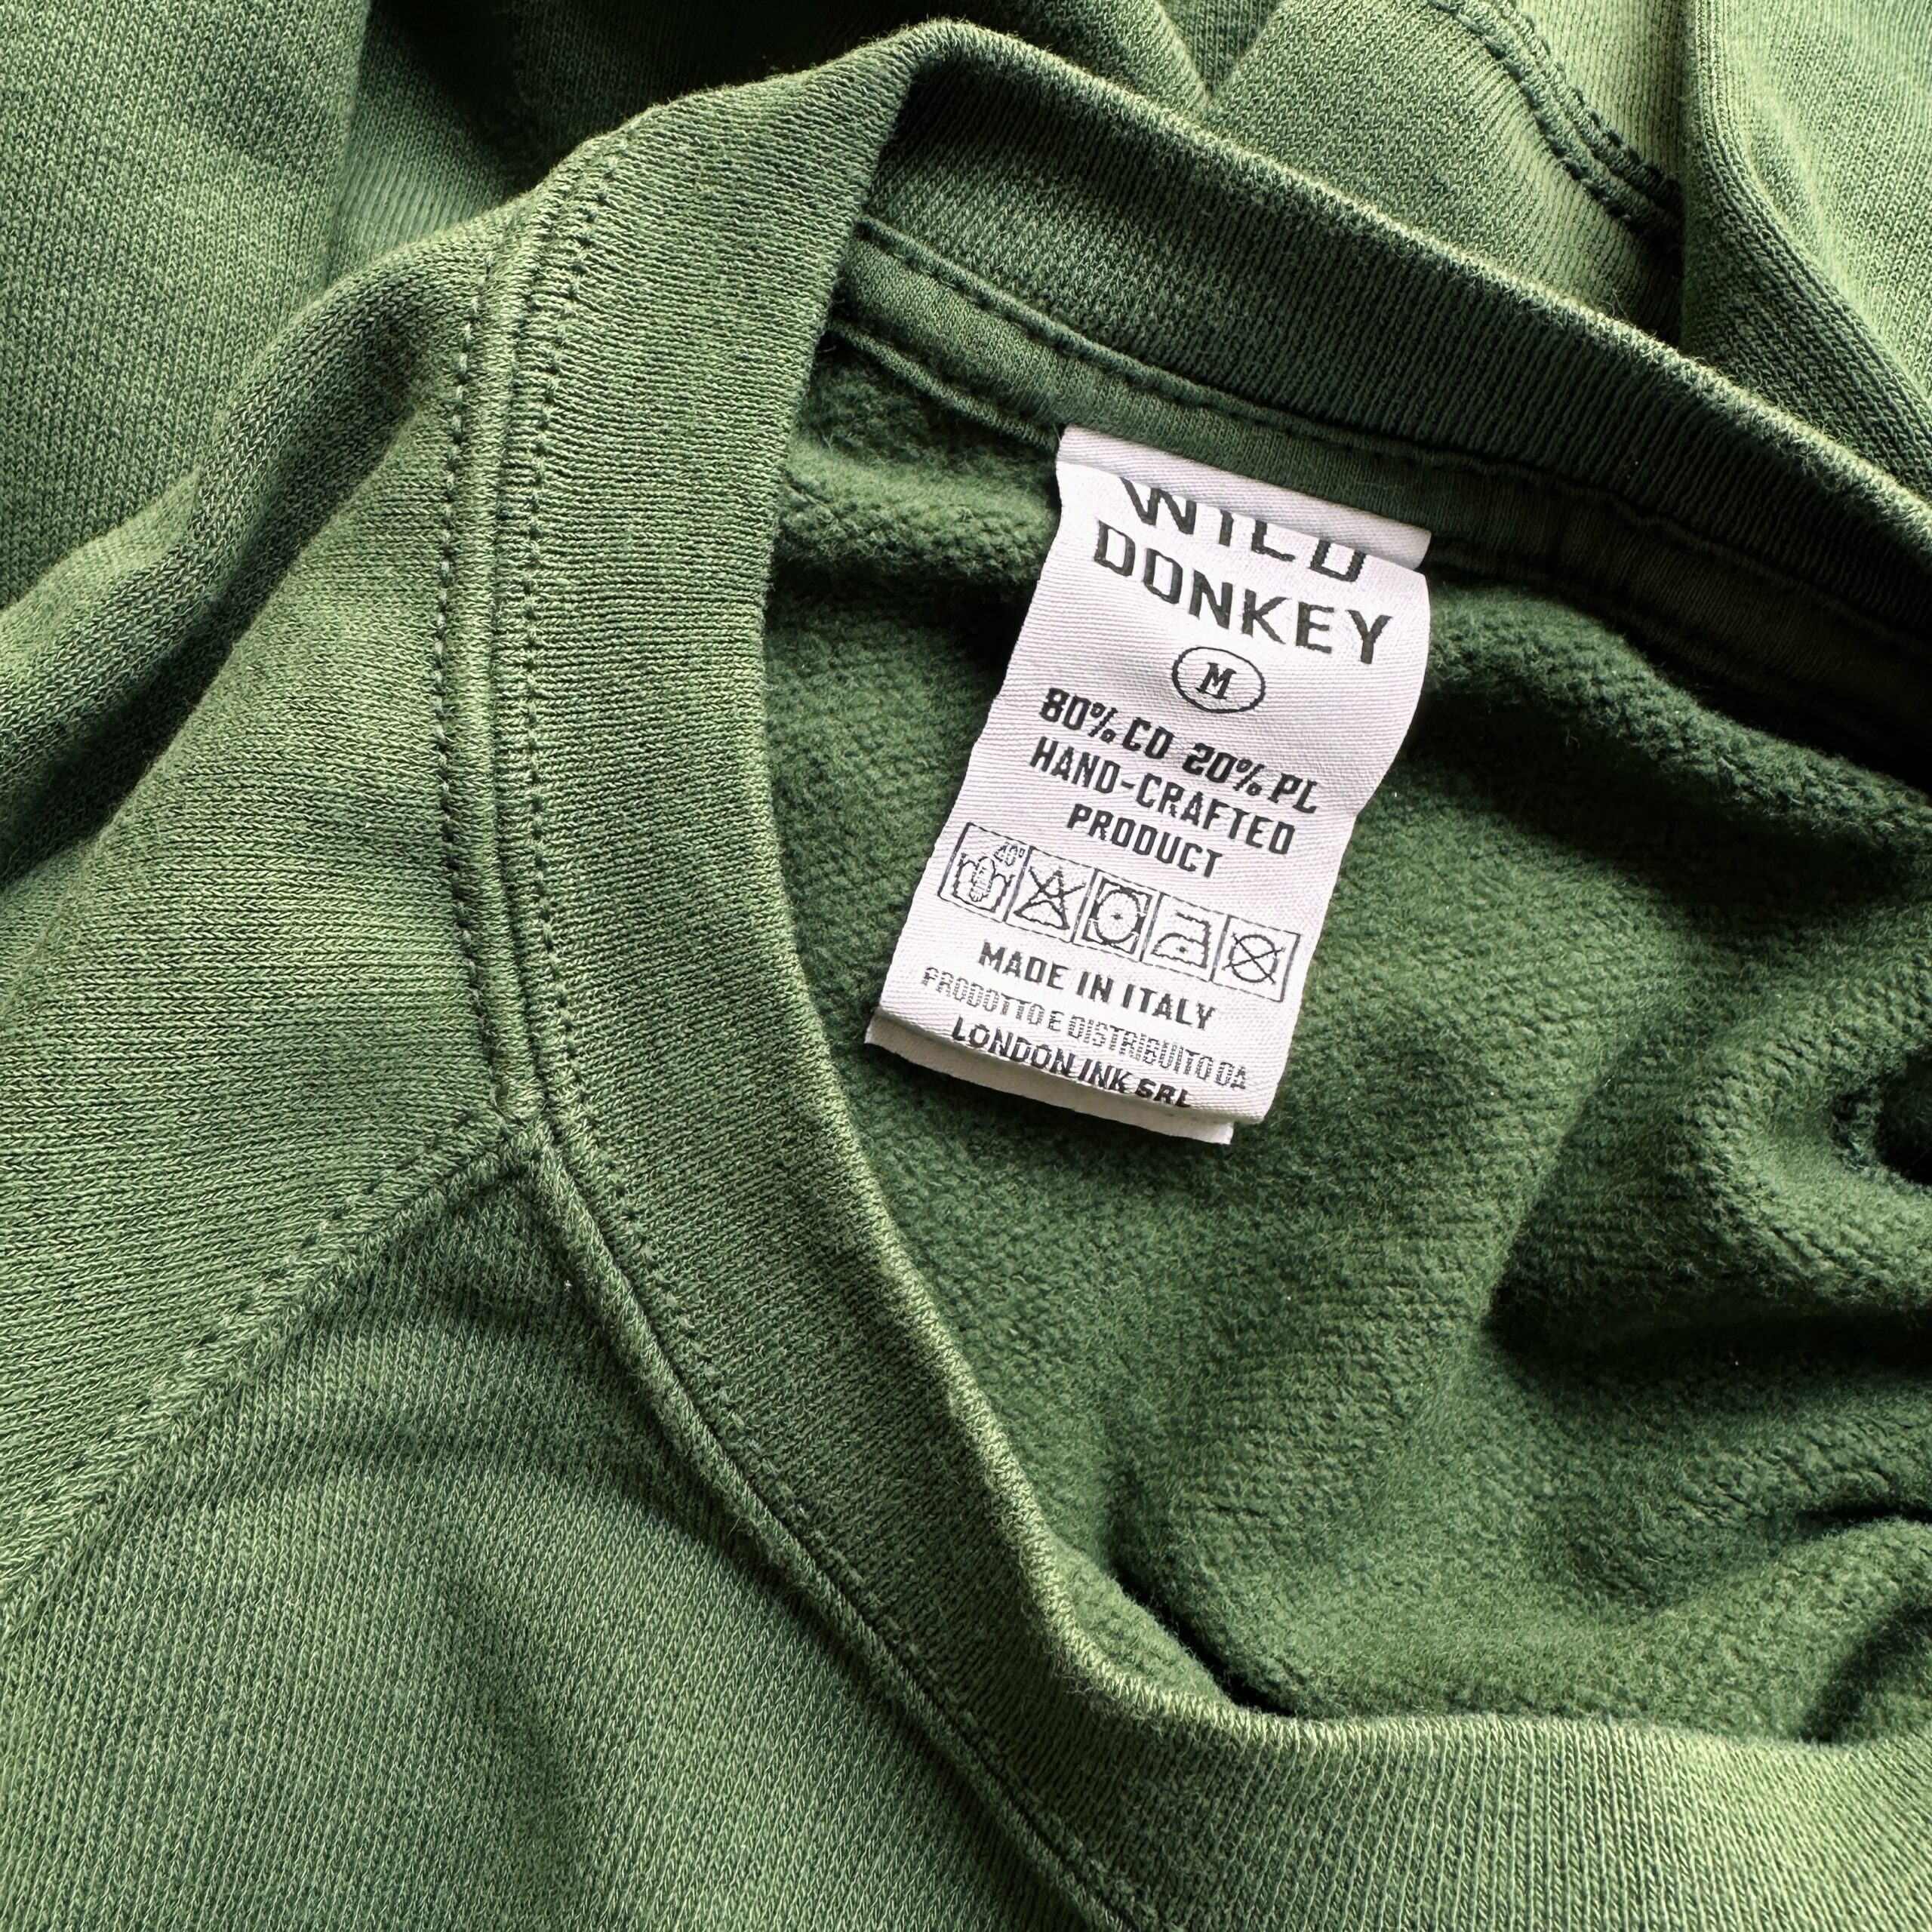 WILD
DONKEY
M
80% CO 20% PL
HAND-CRAFTED
PRODUCT
40°
MADE IN ITALY
PRODOTTO E DISTRIBUITO DA
LONDON INK SRL